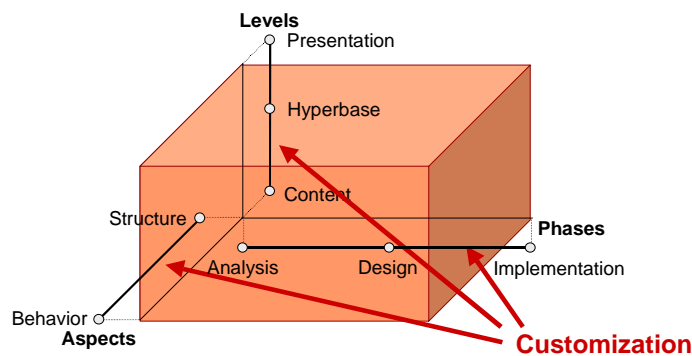 Levels
Presentation
Hyperbase
Content
Structure
Phases
Analysis
Design
Implementation
Behavior
Aspects
Customization